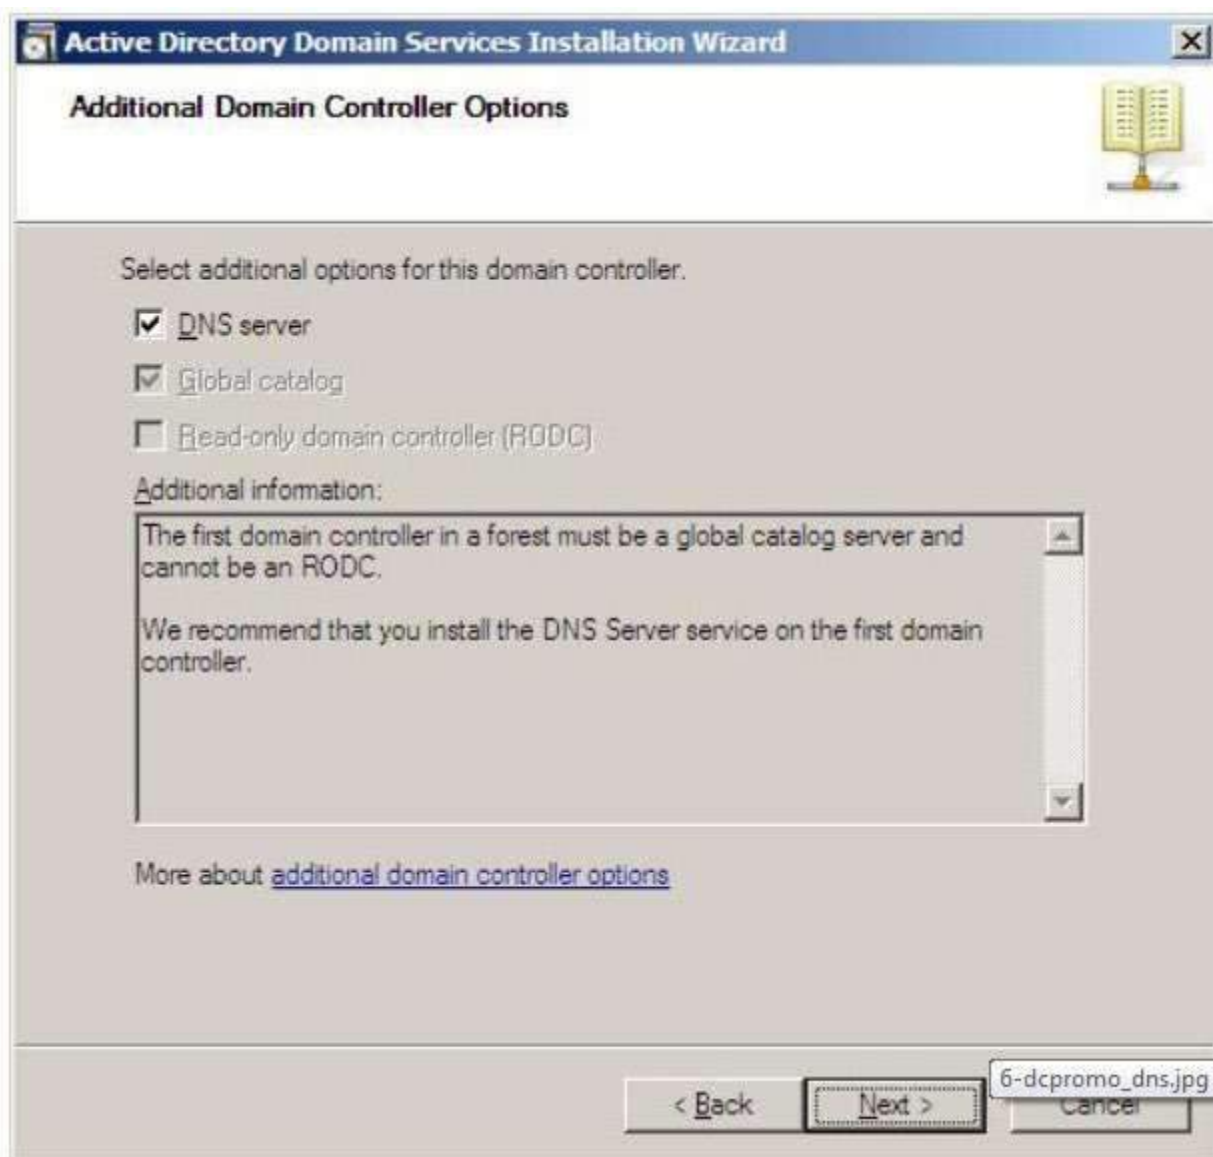 Active Directory Domain Services Installation Wizard
Additional Domain Controller Options
Select additional options for this domain controller.
DNS server
Global catalog
Read-only domain controller (RODC)
Additional information:
The first domain controller in a forest must be a global catalog server and
cannot be an RODC.
We recommend that you install the DNS Server service on the first domain
controller.
More about additional domain controller options
< Back
Next >
6-dcpromo_dns.jpg
Cancel